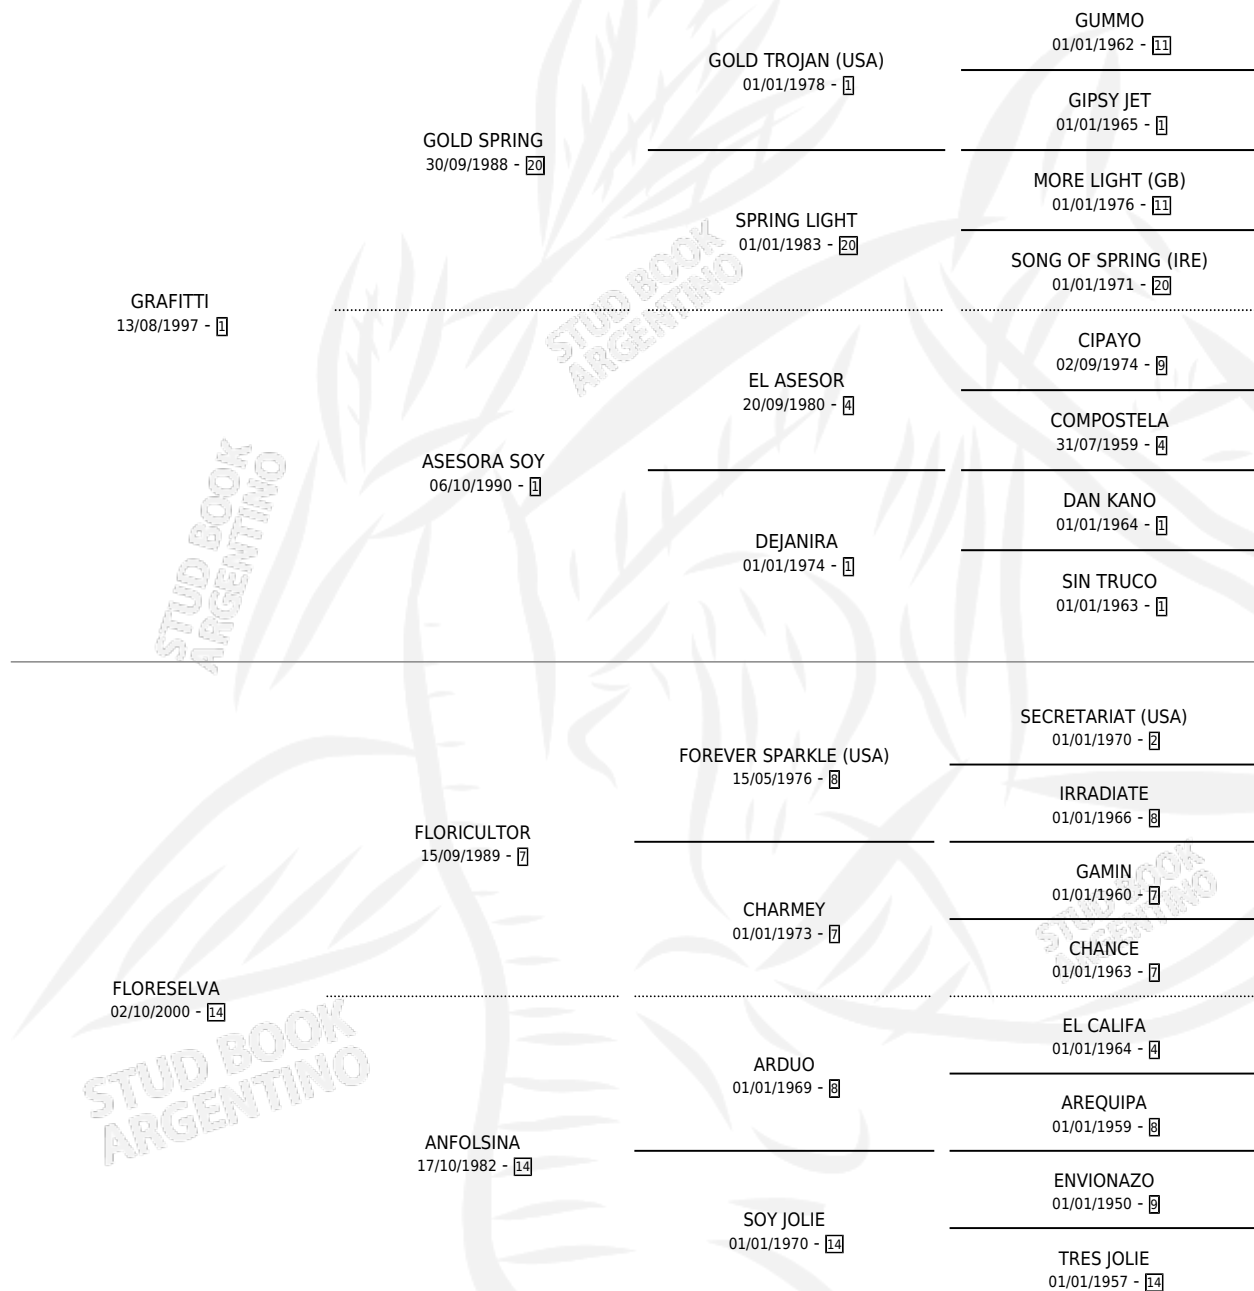 GUMMO
01/01/1962 - 11
GOLD TROJAN (USA)
01/01/1978 - 1
GIPSY JET
01/01/1965 - 1
GOLD SPRING
30/09/1988 - 20
MORE LIGHT (GB)
01/01/1976 - 11
SPRING LIGHT
01/01/1983 - 20
SONG OF SPRING (IRE)
01/01/1971 - 20
GRAFITTI
13/08/1997 - 1
STUD BOOK
ARGENTINO
CIPAYO
02/09/1974 - 9
EL ASESOR
20/09/1980 - 4
COMPOSTELA
31/07/1959 - 4
ASESORA SOY
06/10/1990 - 1
DAN KANO
01/01/1964 - 1
DEJANIRA
01/01/1974 - 1
SIN TRUCO
01/01/1963 - 1
STUD BOOK
ARGENTINO
SECRETARIAT (USA)
01/01/1970 - 2
FOREVER SPARKLE (USA)
15/05/1976 - 8
IRRADIATE
01/01/1966 - 8
FLORICULTOR
15/09/1989 - 7
GAMIN
01/01/1960 - 7
CHARMEY
01/01/1973 - 7
CHANCE
01/01/1963 - 7
STUD BOOK
ARGENTINO
FLORESELVA
02/10/2000 - 14
EL CALIFA
01/01/1964 - 4
ARDUO
01/01/1969 - 8
AREQUIPA
01/01/1959 - 8
STUD BOOK
ARGENTINO
ANFOLSINA
17/10/1982 - 14
ENVIONAZO
01/01/1950 - 9
SOY JOLIE
01/01/1970 - 14
TRES JOLIE
01/01/1957 - 14